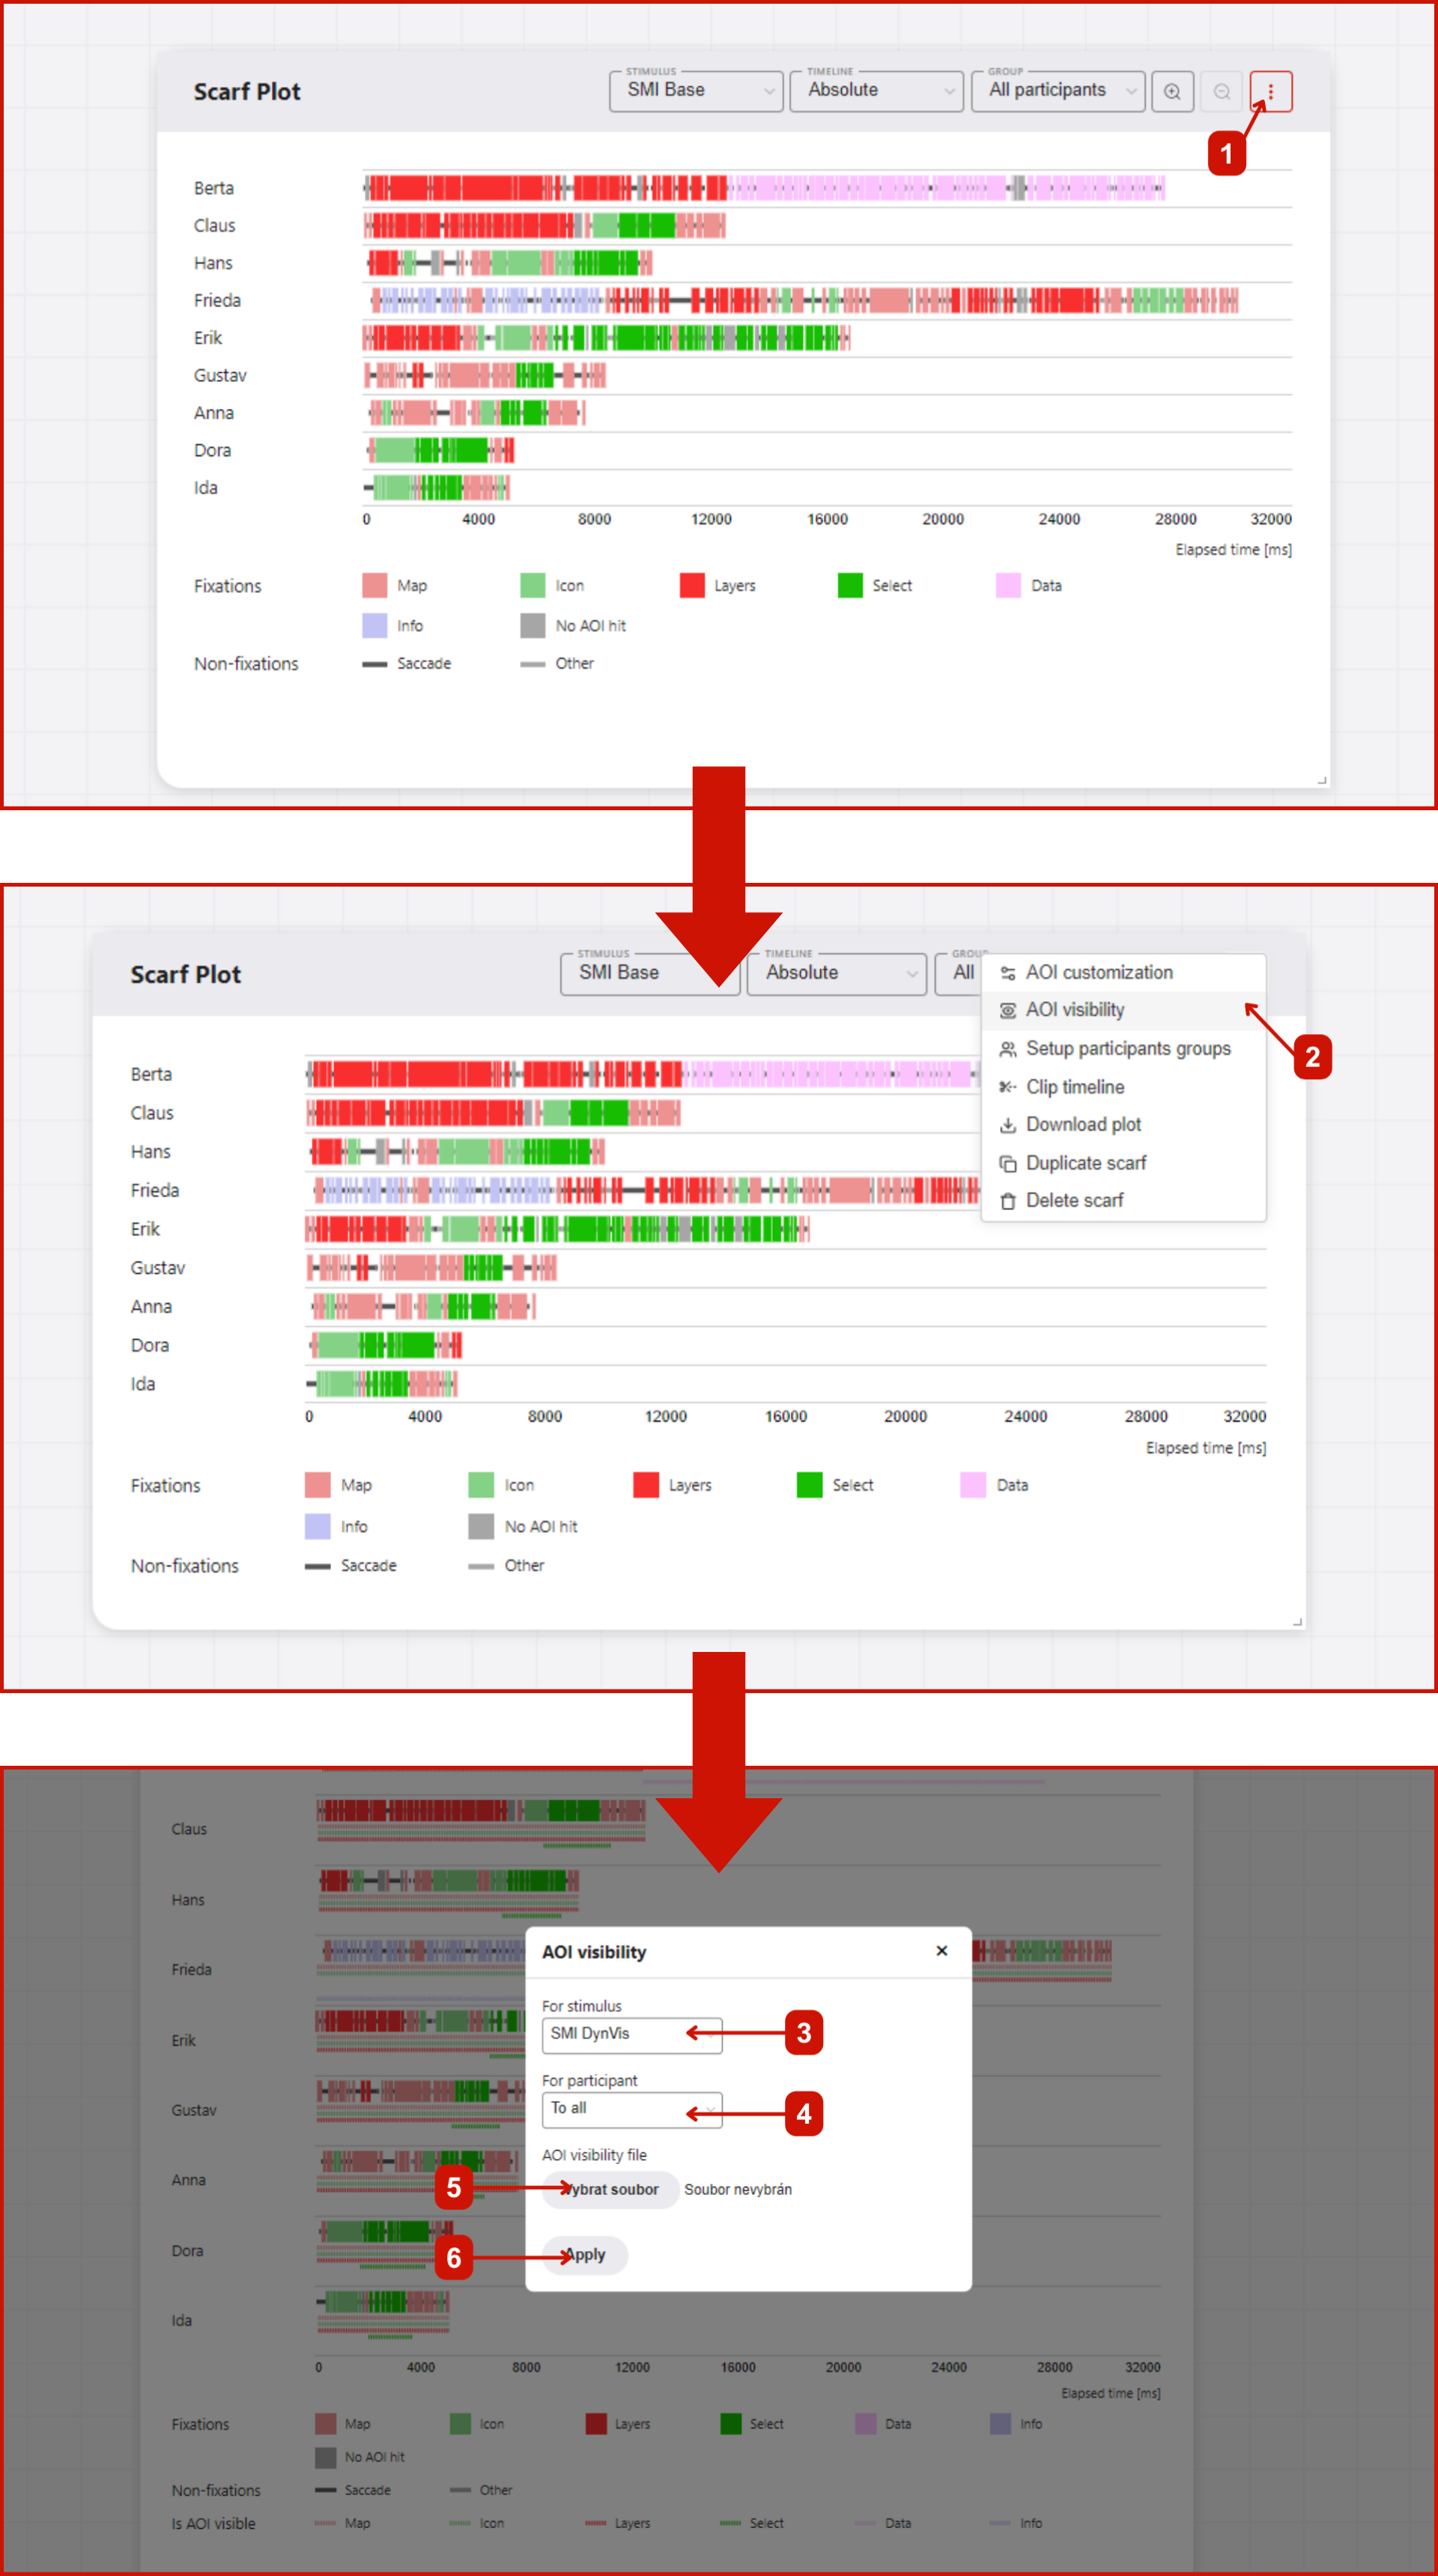 Scarf Plot
STIMULUS TIMELINE GROUP
SMI Base Absolute All participants
1
Berta
Claus
Hans
Frieda
Erik
Gustav
Anna
Dora
Ida
0 4000 8000 12000 16000 20000 24000 28000 32000
Elapsed time [ms]
Fixations Map Icon Layers Select Data
Info No AOI hit
Non-fixations Saccade Other
Scarf Plot
STIMULUS TIMELINE
SMI Base Absolute All
AOI customization
AOI visibility
Setup participants groups
Clip timeline
Download plot
Duplicate scarf
Delete scarf
2
Berta
Claus
Hans
Frieda
Erik
Gustav
Anna
Dora
Ida
0 4000 8000 12000 16000 20000 24000 28000 32000
Elapsed time [ms]
Fixations Map Icon Layers Select Data
Info No AOI hit
Non-fixations Saccade Other
Claus
Hans
Frieda
Erik
Gustav
Anna
Dora
Ida
AOI visibility
For stimulus
SMI DynVis
3
For participant
To all
4
AOI visibility file
5
Vybrat soubor Soubor nevybrán
6
Apply
0 4000 8000 12000 16000 20000 24000 28000 32000
Elapsed time [ms]
Fixations Map Icon Layers Select Data Info
No AOI hit
Non-fixations Saccade Other
Is AOI visible Map Icon Layers Select Data Info